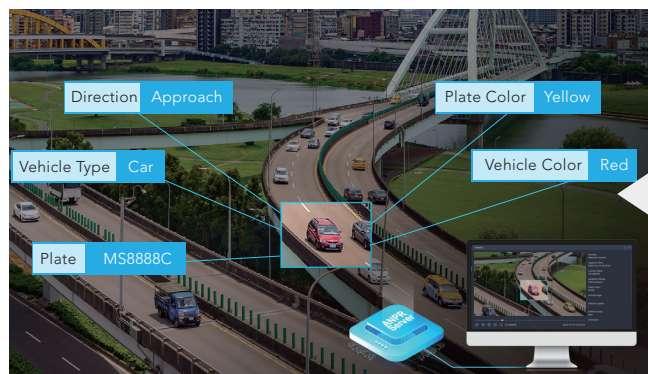 Direction Approach
Plate Color Yellow
Vehicle Type Car
Vehicle Color Red
Plate MS8888C
ANPR
Server